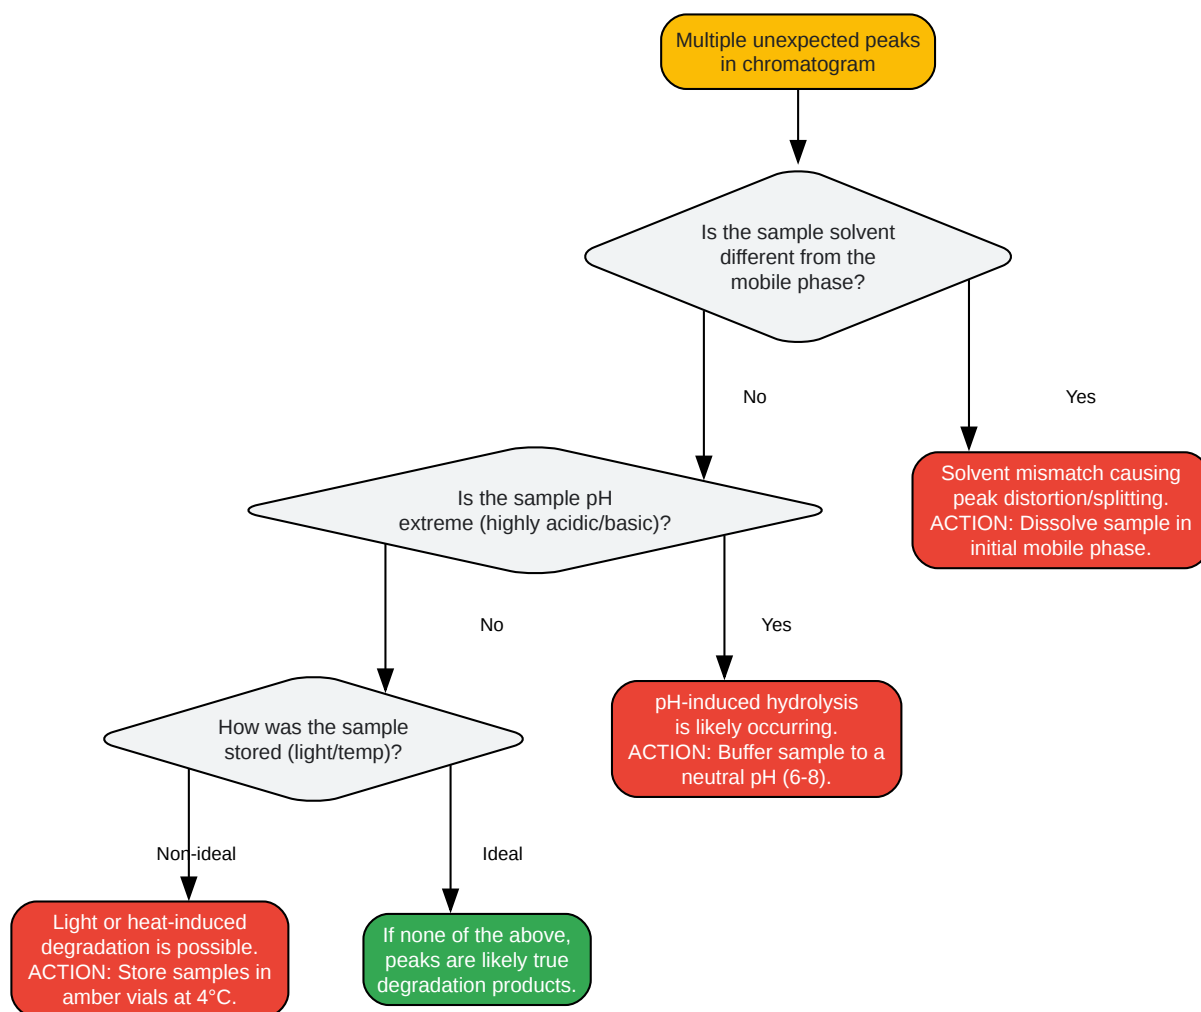 Multiple unexpected peaks
in chromatogram
Is the sample solvent
different from the
mobile phase?
No
Yes
Is the sample pH
extreme (highly acidic/basic)?
Solvent mismatch causing
peak distortion/splitting.
ACTION: Dissolve sample in
initial mobile phase.
No
Yes
How was the sample
stored (light/temp)?
pH-induced hydrolysis
is likely occurring.
ACTION: Buffer sample to a
neutral pH (6-8).
Non-ideal
Ideal
Light or heat-induced
degradation is possible.
ACTION: Store samples in
amber vials at 4°C.
If none of the above,
peaks are likely true
degradation products.